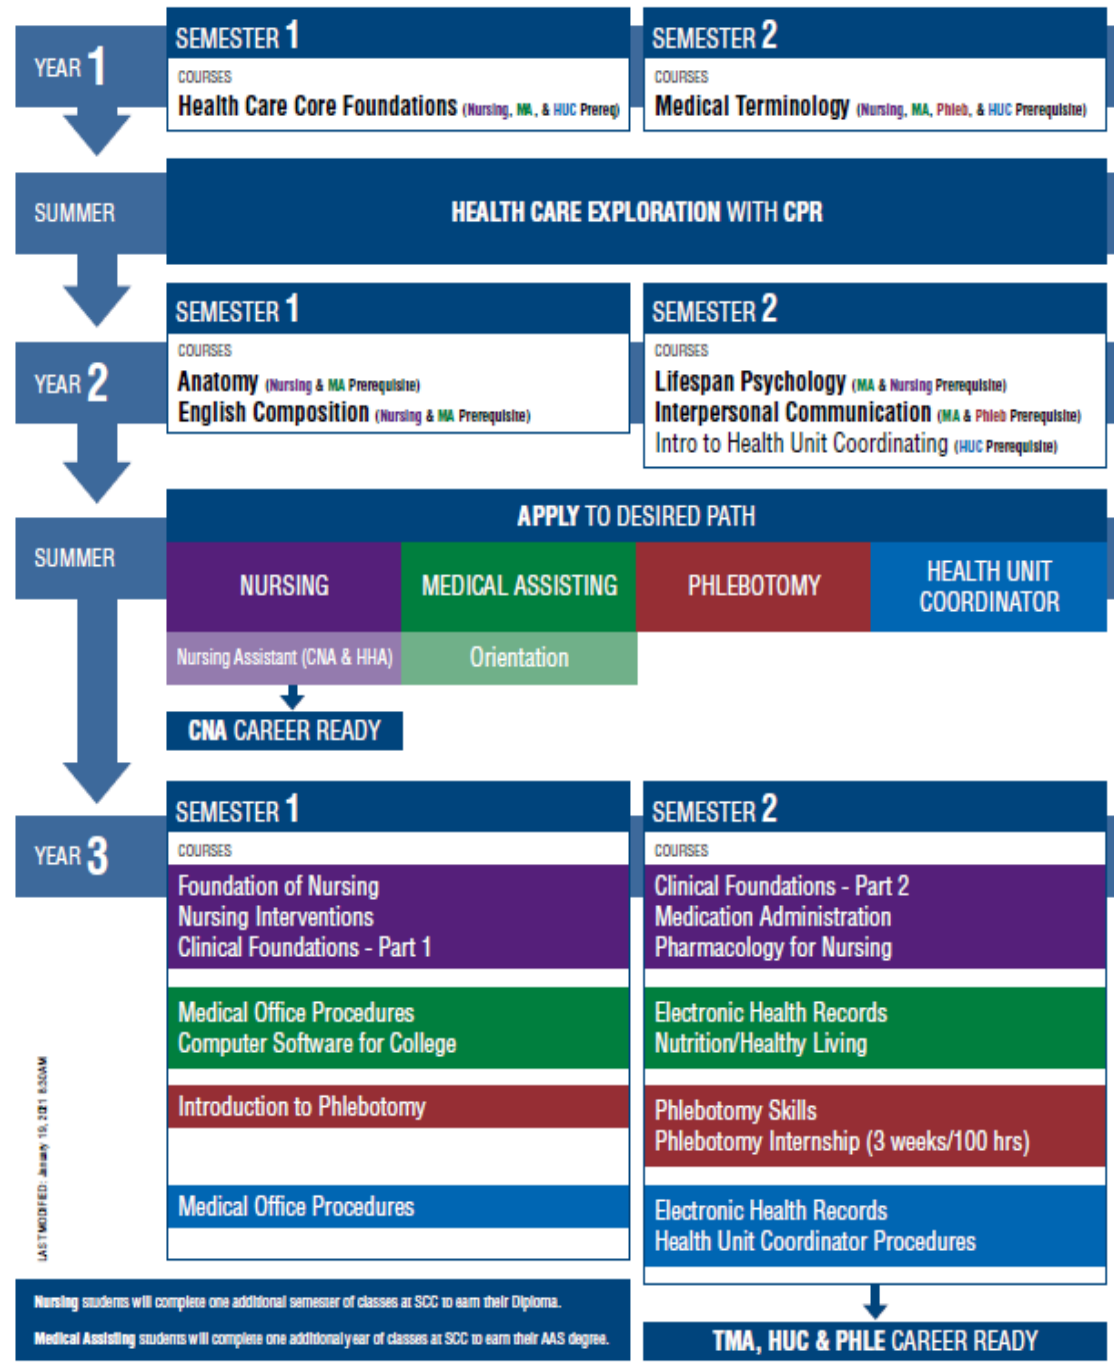 YEAR 1
SEMESTER 1
COURSES
Health Care Core Foundations (Nursing, MA, & HUC Prereq)
SEMESTER 2
COURSES
Medical Terminology (Nursing, MA, Phleb, & HUC Prerequisite)
SUMMER
HEALTH CARE EXPLORATION WITH CPR
YEAR 2
SEMESTER 1
COURSES
Anatomy (Nursing & MA Prerequisite)
English Composition (Nursing & MA Prerequisite)
SEMESTER 2
COURSES
Lifespan Psychology (MA & Nursing Prerequisite)
Interpersonal Communication (MA & Phleb Prerequisite)
Intro to Health Unit Coordinating (HUC Prerequisite)
SUMMER
APPLY TO DESIRED PATH
NURSING
MEDICAL ASSISTING
PHLEBOTOMY
HEALTH UNIT
COORDINATOR
Nursing Assistant (CNA & HHA)
Orientation
CNA CAREER READY
YEAR 3
SEMESTER 1
COURSES
Foundation of Nursing
Nursing Interventions
Clinical Foundations - Part 1
Medical Office Procedures
Computer Software for College
Introduction to Phlebotomy
Medical Office Procedures
SEMESTER 2
COURSES
Clinical Foundations - Part 2
Medication Administration
Pharmacology for Nursing
Electronic Health Records
Nutrition/Healthy Living
Phlebotomy Skills
Phlebotomy Internship (3 weeks/100 hrs)
Electronic Health Records
Health Unit Coordinator Procedures
LAST MODIFIED: January 19, 2021 8:30AM
Nursing students will complete one additional semester of classes at SCC to earn their Diploma.
Medical Assisting students will complete one additional year of classes at SCC to earn their AAS degree.
TMA, HUC & PHLE CAREER READY